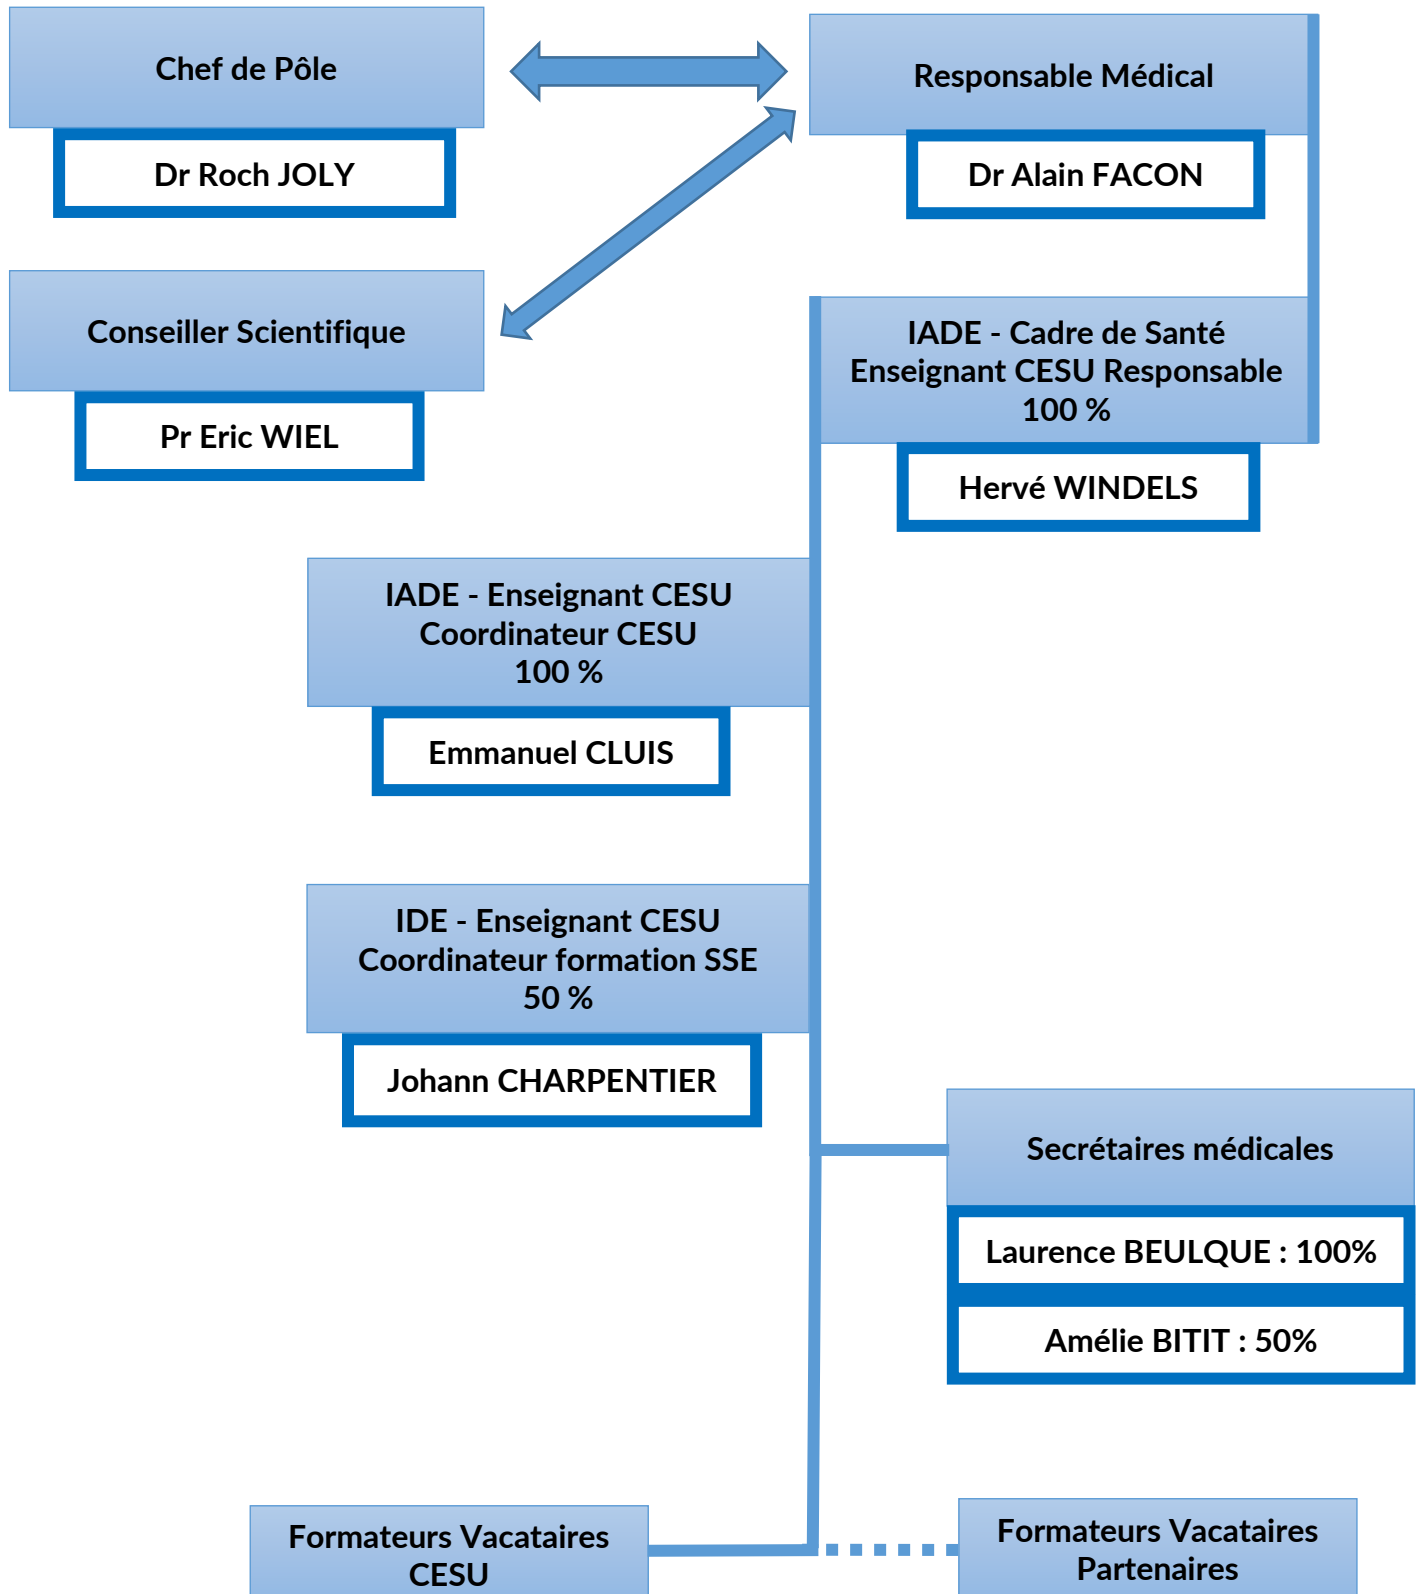 Chef de Pôle
Dr Roch JOLY
Responsable Médical
Dr Alain FACON
Conseiller Scientifique
Pr Eric WIEL
IADE - Cadre de Santé
Enseignant CESU Responsable
100 %
Hervé WINDELS
IADE - Enseignant CESU
Coordinateur CESU
100 %
Emmanuel CLUIS
IDE - Enseignant CESU
Coordinateur formation SSE
50 %
Johann CHARPENTIER
Secrétaires médicales
Laurence BEULQUE : 100%
Amélie BITIT : 50%
Formateurs Vacataires
CESU
Formateurs Vacataires
Partenaires